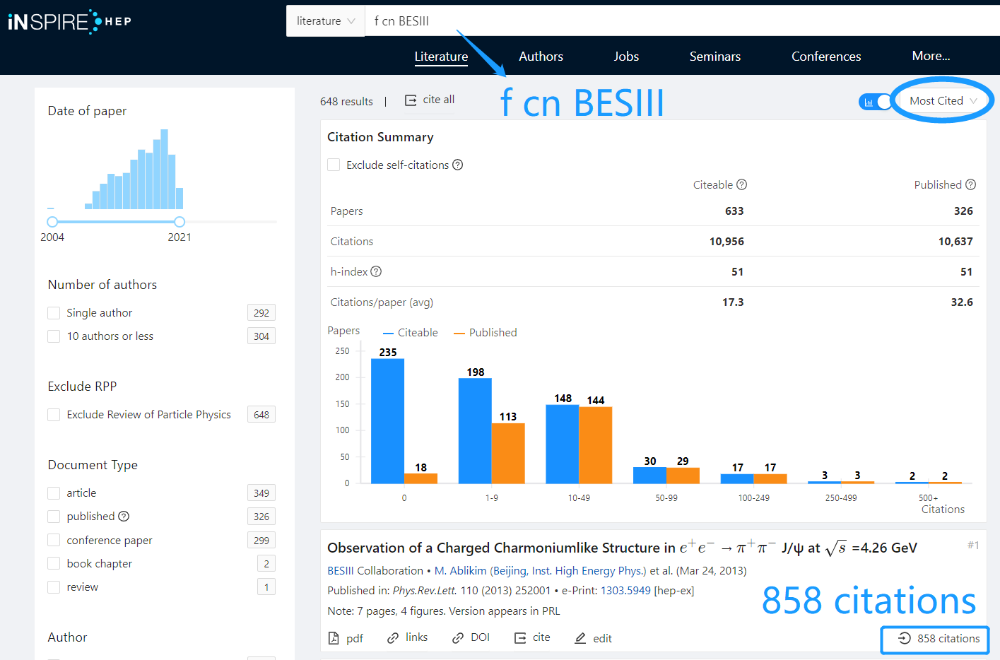 iNSPIRE HEP
literature f cn BESIII
Literature Authors Jobs Seminars Conferences More...
648 results | cite all
f cn BESIII
Most Cited
Date of paper
2004 2021
Number of authors
Single author 292
10 authors or less 304
Exclude RPP
Exclude Review of Particle Physics 648
Document Type
article 349
published ? 326
conference paper 299
book chapter 2
review 1
Author
Citation Summary
Exclude self-citations ?
Citeable ? Published ?
Papers 633 326
Citations 10,956 10,637
h-index ? 51 51
Citations/paper (avg) 17.3 32.6
Papers Citeable Published
250
200
150
100
50
0
235 18 198 113 148 144 30 29 17 17 3 3 2 2
0 1-9 10-49 50-99 100-249 250-499 500+
Citations
Observation of a Charged Charmoniumlike Structure in e⁺e⁻ → π⁺π⁻ J/ψ at √s =4.26 GeV #1
BESIII Collaboration • M. Ablikim (Beijing, Inst. High Energy Phys.) et al. (Mar 24, 2013)
Published in: Phys.Rev.Lett. 110 (2013) 252001 • e-Print: 1303.5949 [hep-ex]
Note: 7 pages, 4 figures. Version appears in PRL
858 citations
pdf links DOI cite edit 858 citations